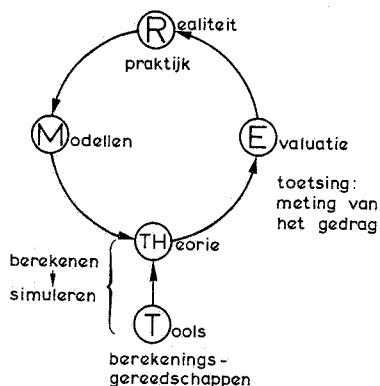 Realiteit
praktijk
Modellen
Evaluatie
toetsing:
meting van
het gedrag
THeorie
berekenen
simuleren
Tools
berekenings-
gereedschappen